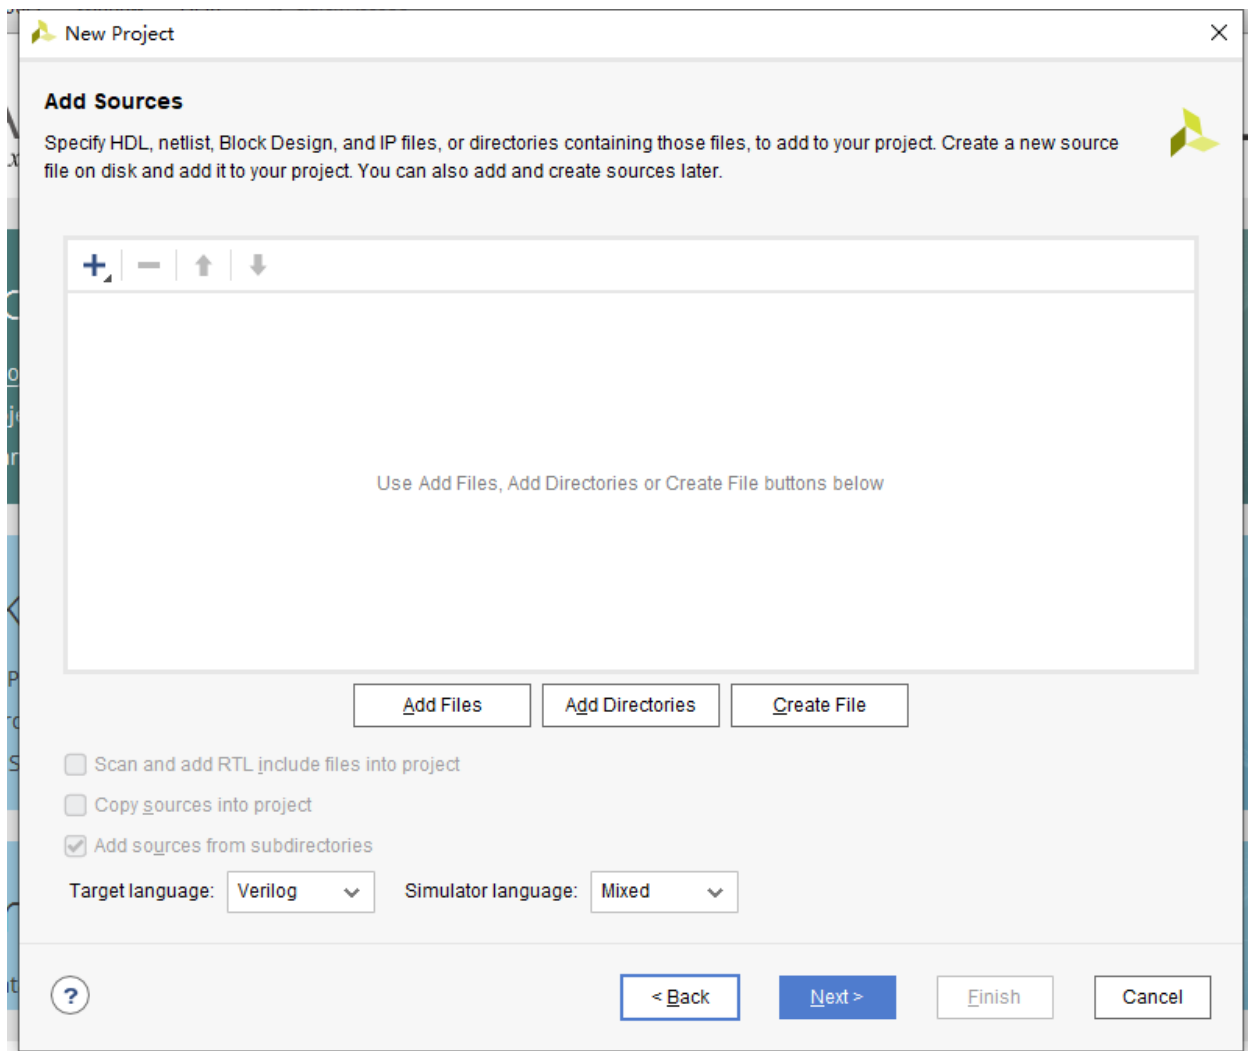 New Project
Add Sources
Specify HDL, netlist, Block Design, and IP files, or directories containing those files, to add to your project. Create a new source
file on disk and add it to your project. You can also add and create sources later.
Use Add Files, Add Directories or Create File buttons below
Add Files
Add Directories
Create File
Scan and add RTL include files into project
Copy sources into project
Add sources from subdirectories
Target language: Verilog Simulator language: Mixed
? < Back Next > Finish Cancel